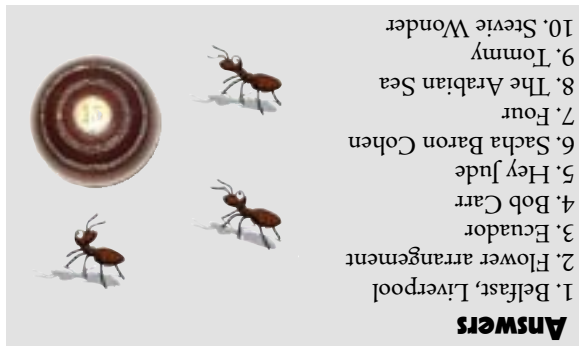 Answers
1. Belfast, Liverpool
2. Flower arrangement
3. Ecuador
4. Bob Carr
5. Hey Jude
6. Sacha Baron Cohen
7. Four
8. The Arabian Sea
9. Tommy
10. Stevie Wonder